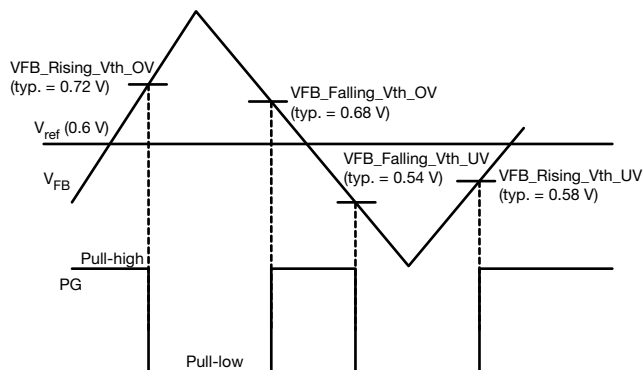 VFB_Rising_Vth_OV
(typ. = 0.72 V)
VFB_Falling_Vth_OV
(typ. = 0.68 V)
Vref (0.6 V)
VFB_Falling_Vth_UV
(typ. = 0.54 V)
VFB_Rising_Vth_UV
(typ. = 0.58 V)
VFB
Pull-high
PG
Pull-low